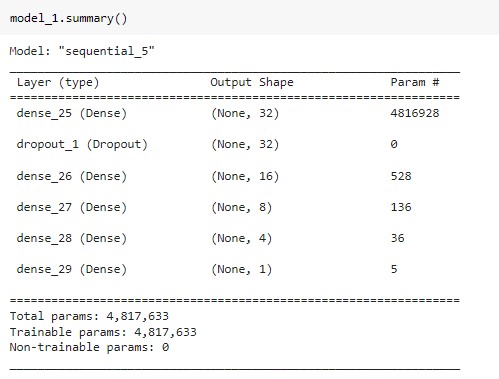 model_1.summary()
Model: "sequential_5"
_________________________________________________________________
Layer (type) Output Shape Param #
=================================================================
dense_25 (Dense) (None, 32) 4816928
dropout_1 (Dropout) (None, 32) 0
dense_26 (Dense) (None, 16) 528
dense_27 (Dense) (None, 8) 136
dense_28 (Dense) (None, 4) 36
dense_29 (Dense) (None, 1) 5
=================================================================
Total params: 4,817,633
Trainable params: 4,817,633
Non-trainable params: 0
_________________________________________________________________